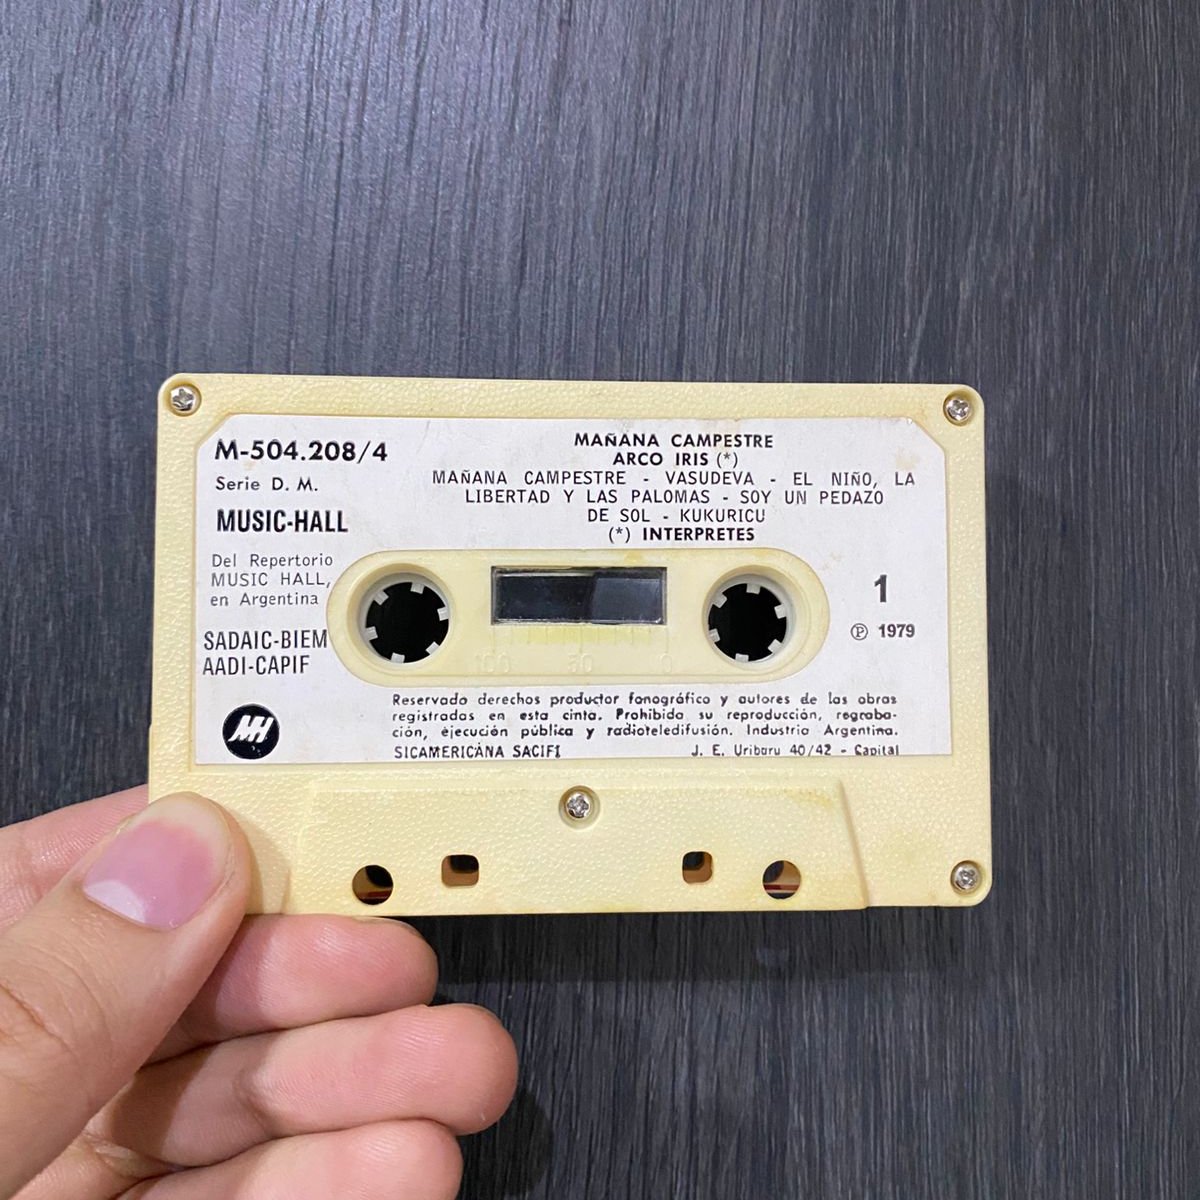 M-504.208/4
Serie D. M.
MUSIC-HALL
Del Repertorio
MUSIC HALL,
en Argentina
SADAIC-BIEM
AADI-CAPIF
MH
MAÑANA CAMPESTRE
ARCO IRIS (*)
MAÑANA CAMPESTRE - VASUDEVA - EL NIÑO, LA
LIBERTAD Y LAS PALOMAS - SOY UN PEDAZO
DE SOL - KUKURICU
(*) INTERPRETES
1
Ⓟ 1979
100 50 0
Reservado derechos productor fonográfico y autores de las obras
registradas en esta cinta. Prohibida su reproducción, regraba-
ción, ejecución pública y radioteledifusión. Industria Argentina.
SICAMERICANA SACIFI J. E. Uriburu 40/42 - Capital